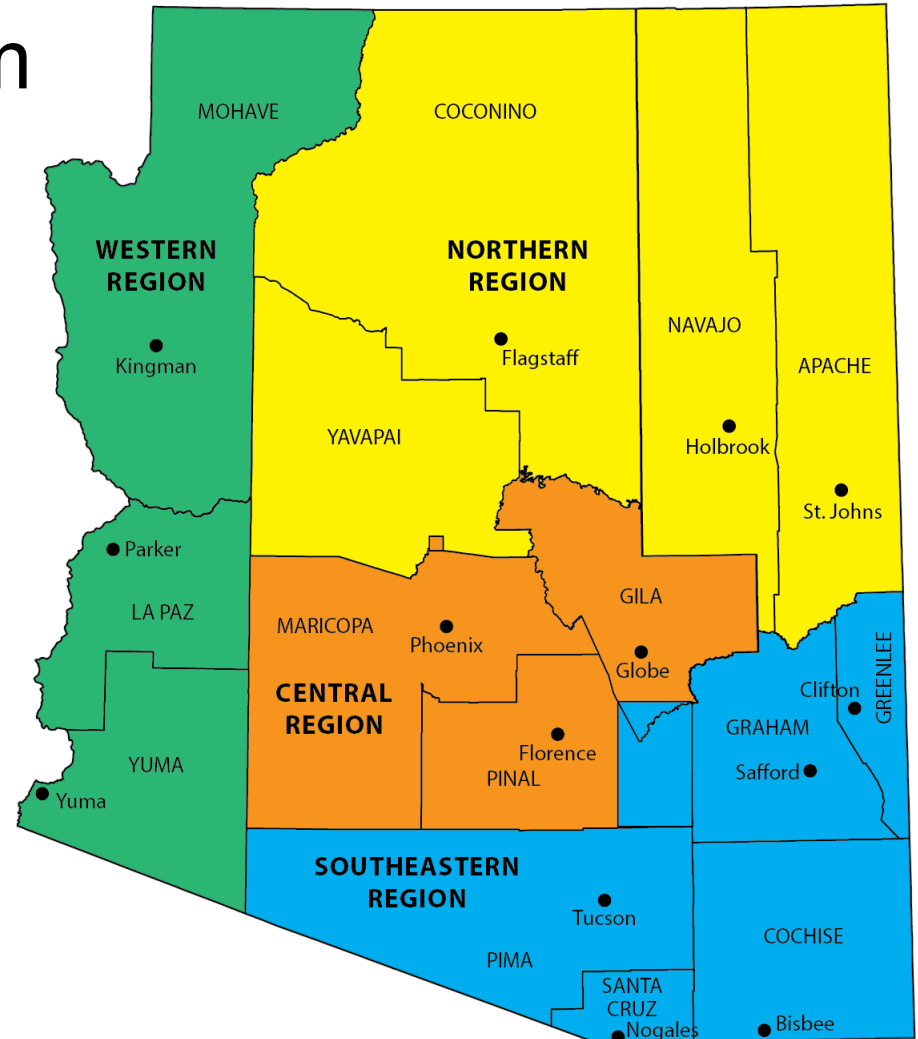 n
MOHAVE
COCONINO
WESTERN
REGION
NORTHERN
REGION
NAVAJO
Kingman
Flagstaff
APACHE
YAVAPAI
Holbrook
St. Johns
Parker
LA PAZ
MARICOPA
Phoenix
GILA
Globe
CENTRAL
REGION
Clifton
GREENLEE
GRAHAM
Florence
PINAL
Safford
YUMA
Yuma
SOUTHEASTERN
REGION
Tucson
PIMA
COCHISE
SANTA
CRUZ
Nogales
Bisbee